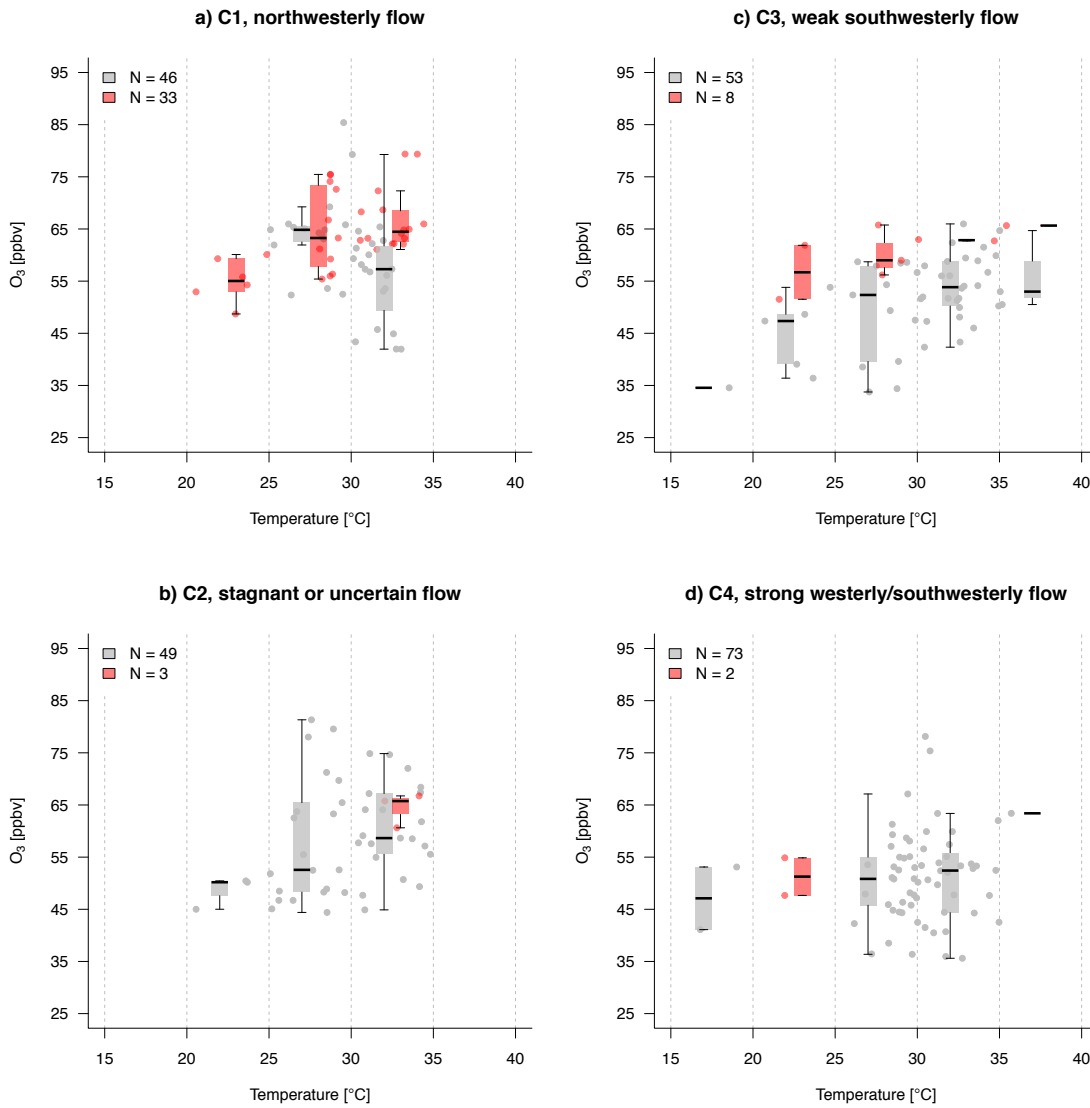 a) C1, northwesterly flow
N = 46
N = 33
95
85
75
65
55
45
35
25
O3 [ppbv]
15 20 25 30 35 40
Temperature [°C]
c) C3, weak southwesterly flow
N = 53
N = 8
95
85
75
65
55
45
35
25
O3 [ppbv]
15 20 25 30 35 40
Temperature [°C]
b) C2, stagnant or uncertain flow
N = 49
N = 3
95
85
75
65
55
45
35
25
O3 [ppbv]
15 20 25 30 35 40
Temperature [°C]
d) C4, strong westerly/southwesterly flow
N = 73
N = 2
95
85
75
65
55
45
35
25
O3 [ppbv]
15 20 25 30 35 40
Temperature [°C]